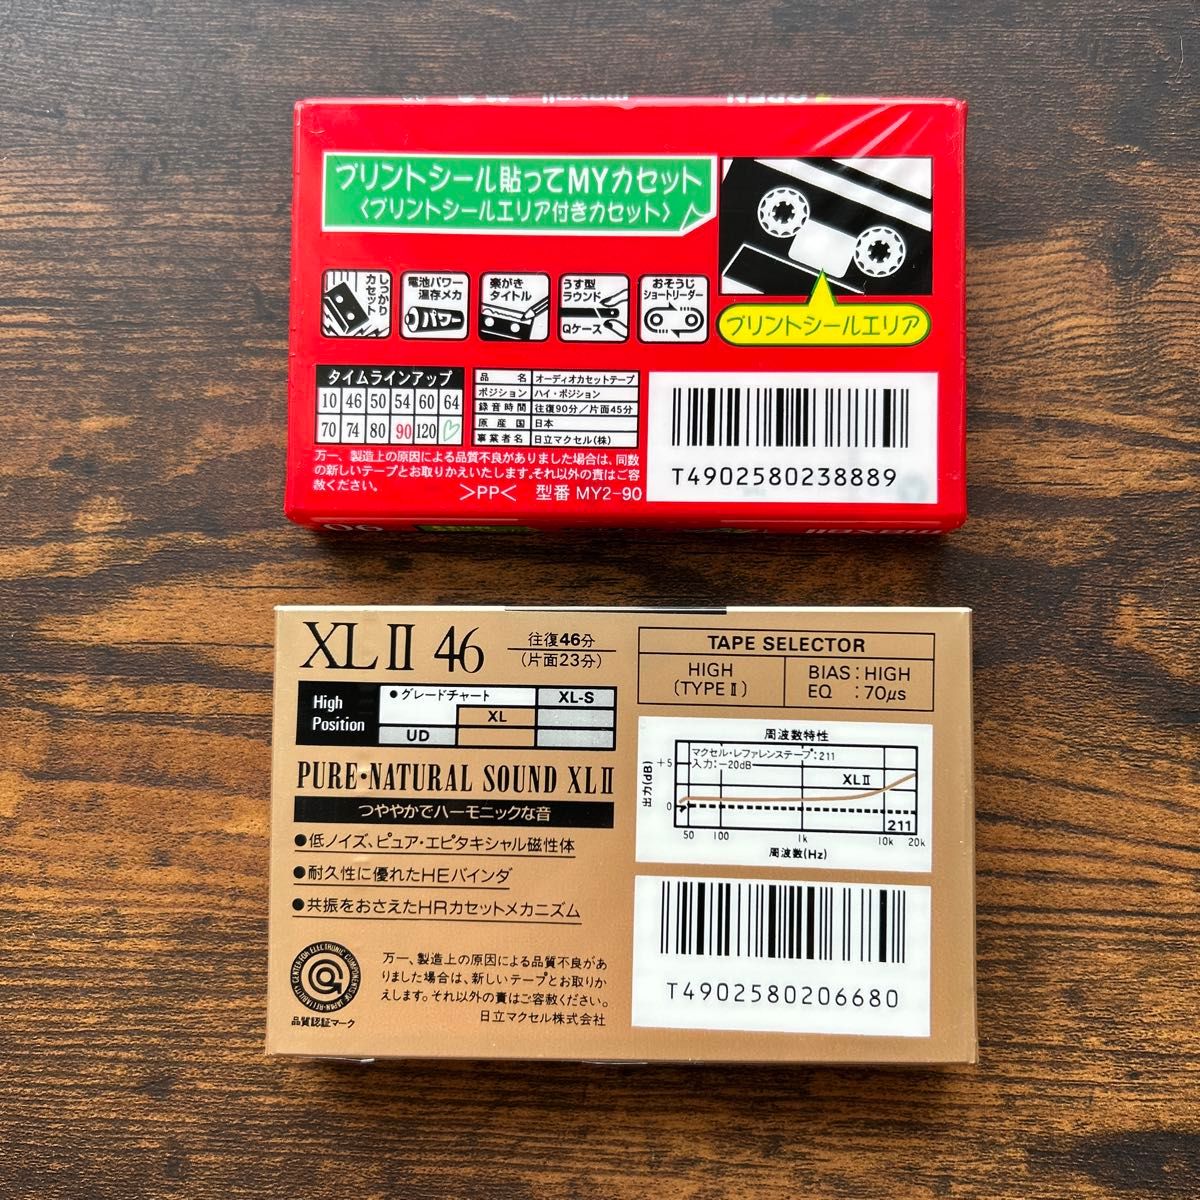 プリントシール貼ってMYカセット
〈プリントシールエリア付きカセット〉
しっかり
カセット
電池パワー
温存メカ
パワー
楽がき
タイトル
うす型
ラウンド
Qケース
おそうじ
ショートリーダー
プリントシールエリア
タイムラインアップ
10 46 50 54 60 64
70 74 80 90 120
品名 オーディオカセットテープ
ポジション ハイ・ポジション
録音時間 往復90分/片面45分
原産国 日本
事業者名 日立マクセル(株)
万一、製造上の原因による品質不良がありました場合は、同数
の新しいテープとお取りかえいたします。それ以外の責はご容
赦ください。
>PP< 型番 MY2-90
T4902580238889
90
maxell
XLⅡ 46
往復46分
(片面23分)
TAPE SELECTOR
HIGH
(TYPEⅡ)
BIAS : HIGH
EQ : 70μs
High
Position
●グレードチャート
XL-S
XL
UD
PURE・NATURAL SOUND XLⅡ
つややかでハーモニックな音
●低ノイズ、ピュア・エピタキシャル磁性体
●耐久性に優れたHEバインダ
●共振をおさえたHRカセットメカニズム
周波数特性
マクセル・レファレンステープ:211
入力:-20dB
XLⅡ
出力(dB)
+5
0
211
50 100 1k 10k 20k
周波数(Hz)
T4902580206680
RELIABILITY CENTER FOR ELECTRONIC COMPONENTS OF JAPAN
品質認証マーク
万一、製造上の原因による品質不良があ
りました場合は、新しいテープとお取りか
えします。それ以外の責はご容赦ください。
日立マクセル株式会社